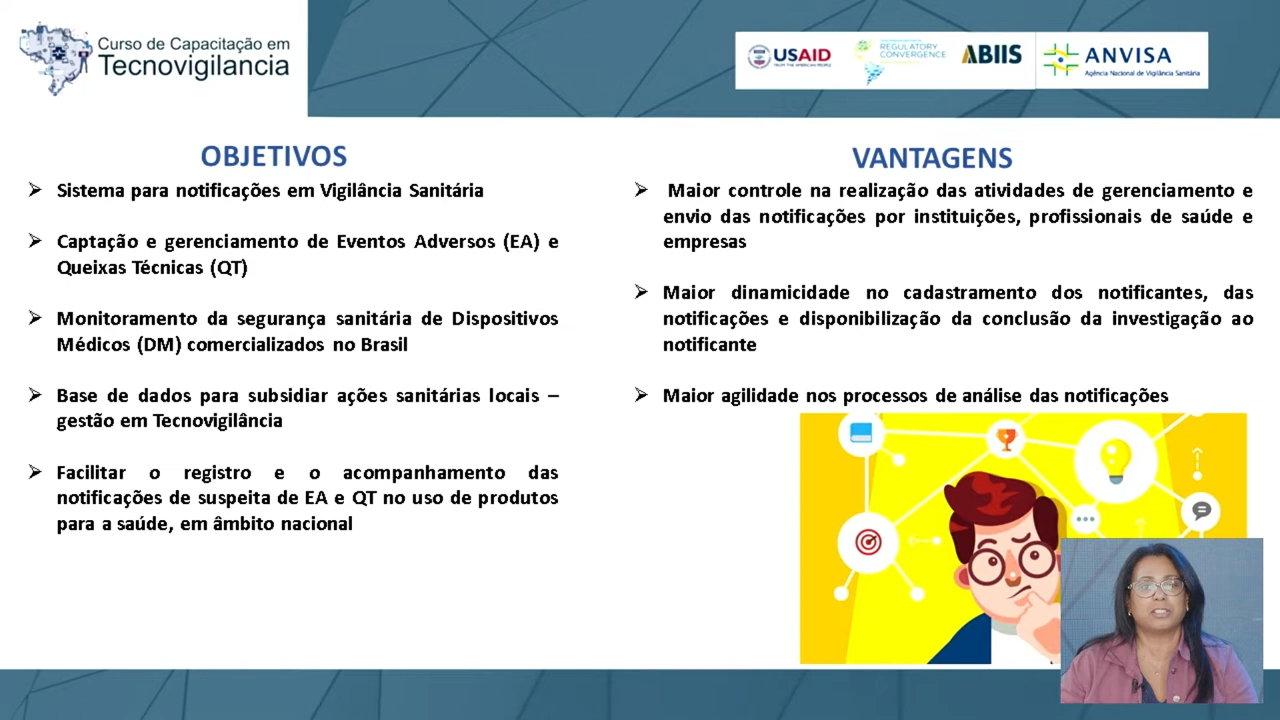 Curso de Capacitação em
Tecnovigilancia
USAID
FROM THE AMERICAN PEOPLE
REGULATORY
CONVERGENCE
ABIIS
ANVISA
Agência Nacional de Vigilância Sanitária
OBJETIVOS
➢ Sistema para notificações em Vigilância Sanitária
➢ Captação e gerenciamento de Eventos Adversos (EA) e
Queixas Técnicas (QT)
➢ Monitoramento da segurança sanitária de Dispositivos
Médicos (DM) comercializados no Brasil
➢ Base de dados para subsidiar ações sanitárias locais –
gestão em Tecnovigilância
➢ Facilitar o registro e o acompanhamento das
notificações de suspeita de EA e QT no uso de produtos
para a saúde, em âmbito nacional
VANTAGENS
➢ Maior controle na realização das atividades de gerenciamento e
envio das notificações por instituições, profissionais de saúde e
empresas
➢ Maior dinamicidade no cadastramento dos notificantes, das
notificações e disponibilização da conclusão da investigação ao
notificante
➢ Maior agilidade nos processos de análise das notificações